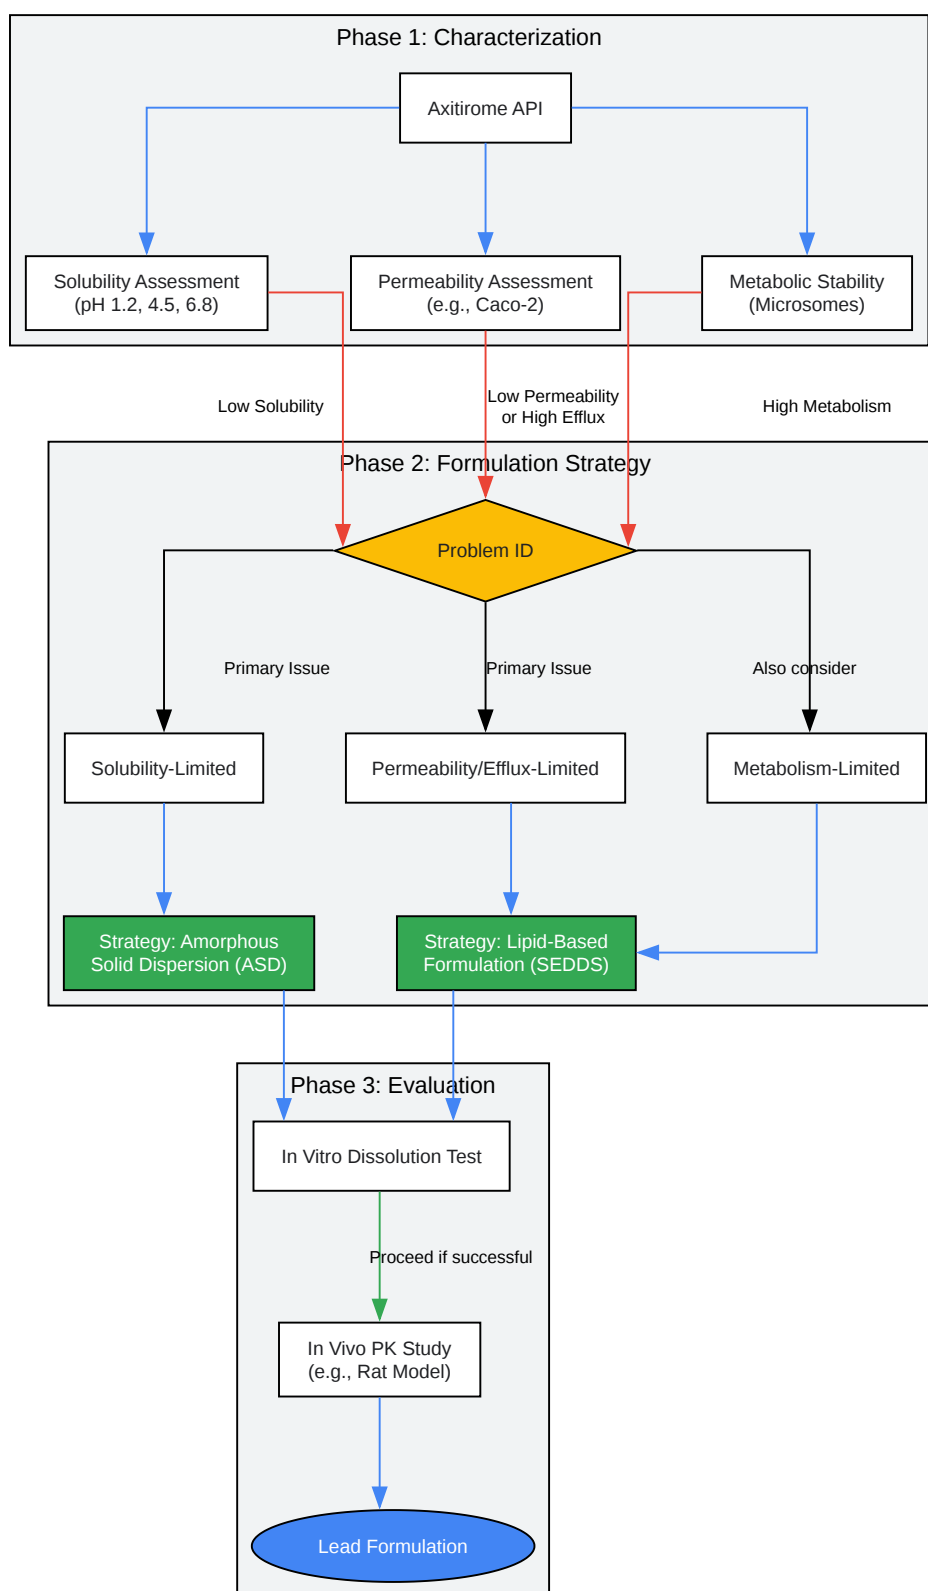 Phase 1: Characterization
Axitirome API
Solubility Assessment
(pH 1.2, 4.5, 6.8)
Permeability Assessment
(e.g., Caco-2)
Metabolic Stability
(Microsomes)
Low Solubility
Low Permeability
or High Efflux
High Metabolism
Phase 2: Formulation Strategy
Problem ID
Primary Issue
Primary Issue
Also consider
Solubility-Limited
Permeability/Efflux-Limited
Metabolism-Limited
Strategy: Amorphous
Solid Dispersion (ASD)
Strategy: Lipid-Based
Formulation (SEDDS)
Phase 3: Evaluation
In Vitro Dissolution Test
Proceed if successful
In Vivo PK Study
(e.g., Rat Model)
Lead Formulation